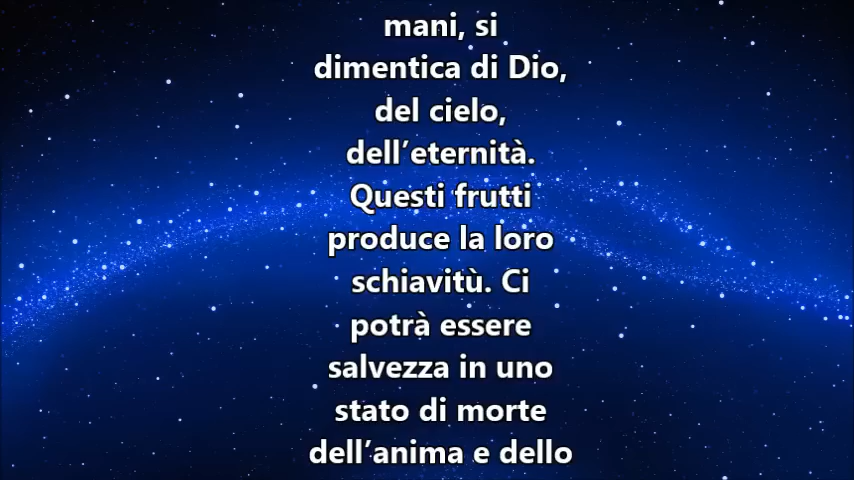 mani, si
dimentica di Dio,
del cielo,
dell’eternità.
Questi frutti
produce la loro
schiavitù. Ci
potrà essere
salvezza in uno
stato di morte
dell’anima e dello